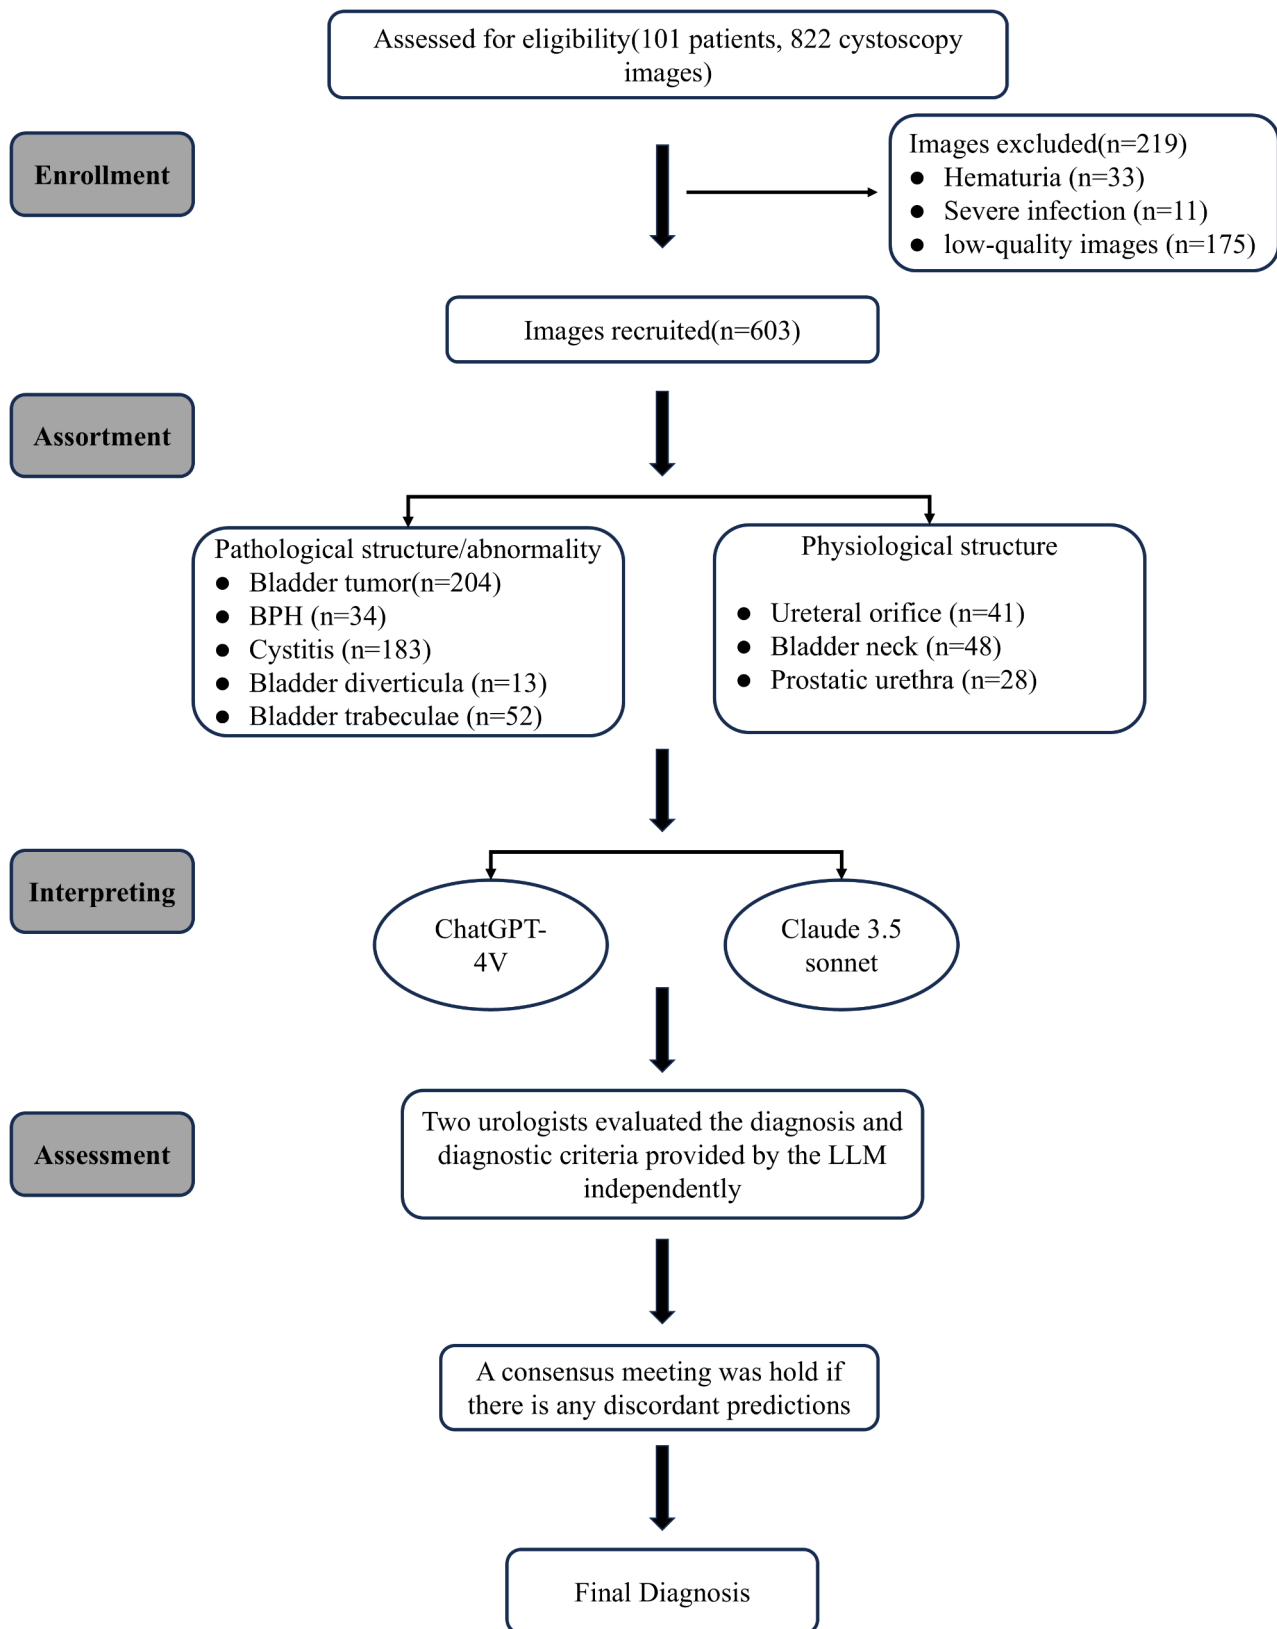 Assessed for eligibility(101 patients, 822 cystoscopy
images)
Enrollment
Images excluded(n=219)
● Hematuria (n=33)
● Severe infection (n=11)
● low-quality images (n=175)
Images recruited(n=603)
Assortment
Pathological structure/abnormality
● Bladder tumor(n=204)
● BPH (n=34)
● Cystitis (n=183)
● Bladder diverticula (n=13)
● Bladder trabeculae (n=52)
Physiological structure
● Ureteral orifice (n=41)
● Bladder neck (n=48)
● Prostatic urethra (n=28)
Interpreting
ChatGPT-
4V
Claude 3.5
sonnet
Assessment
Two urologists evaluated the diagnosis and
diagnostic criteria provided by the LLM
independently
A consensus meeting was hold if
there is any discordant predictions
Final Diagnosis